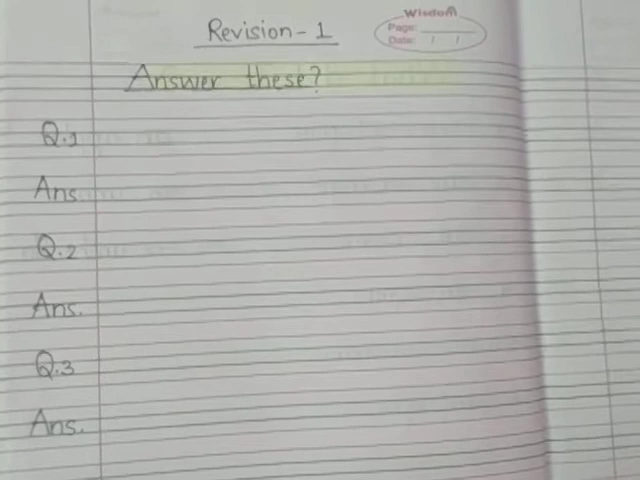 Revision - 1
Wisdom
Page:
Date: / /
Answer these?
Q.1
Ans
Q.2
Ans.
Q.3
Ans.